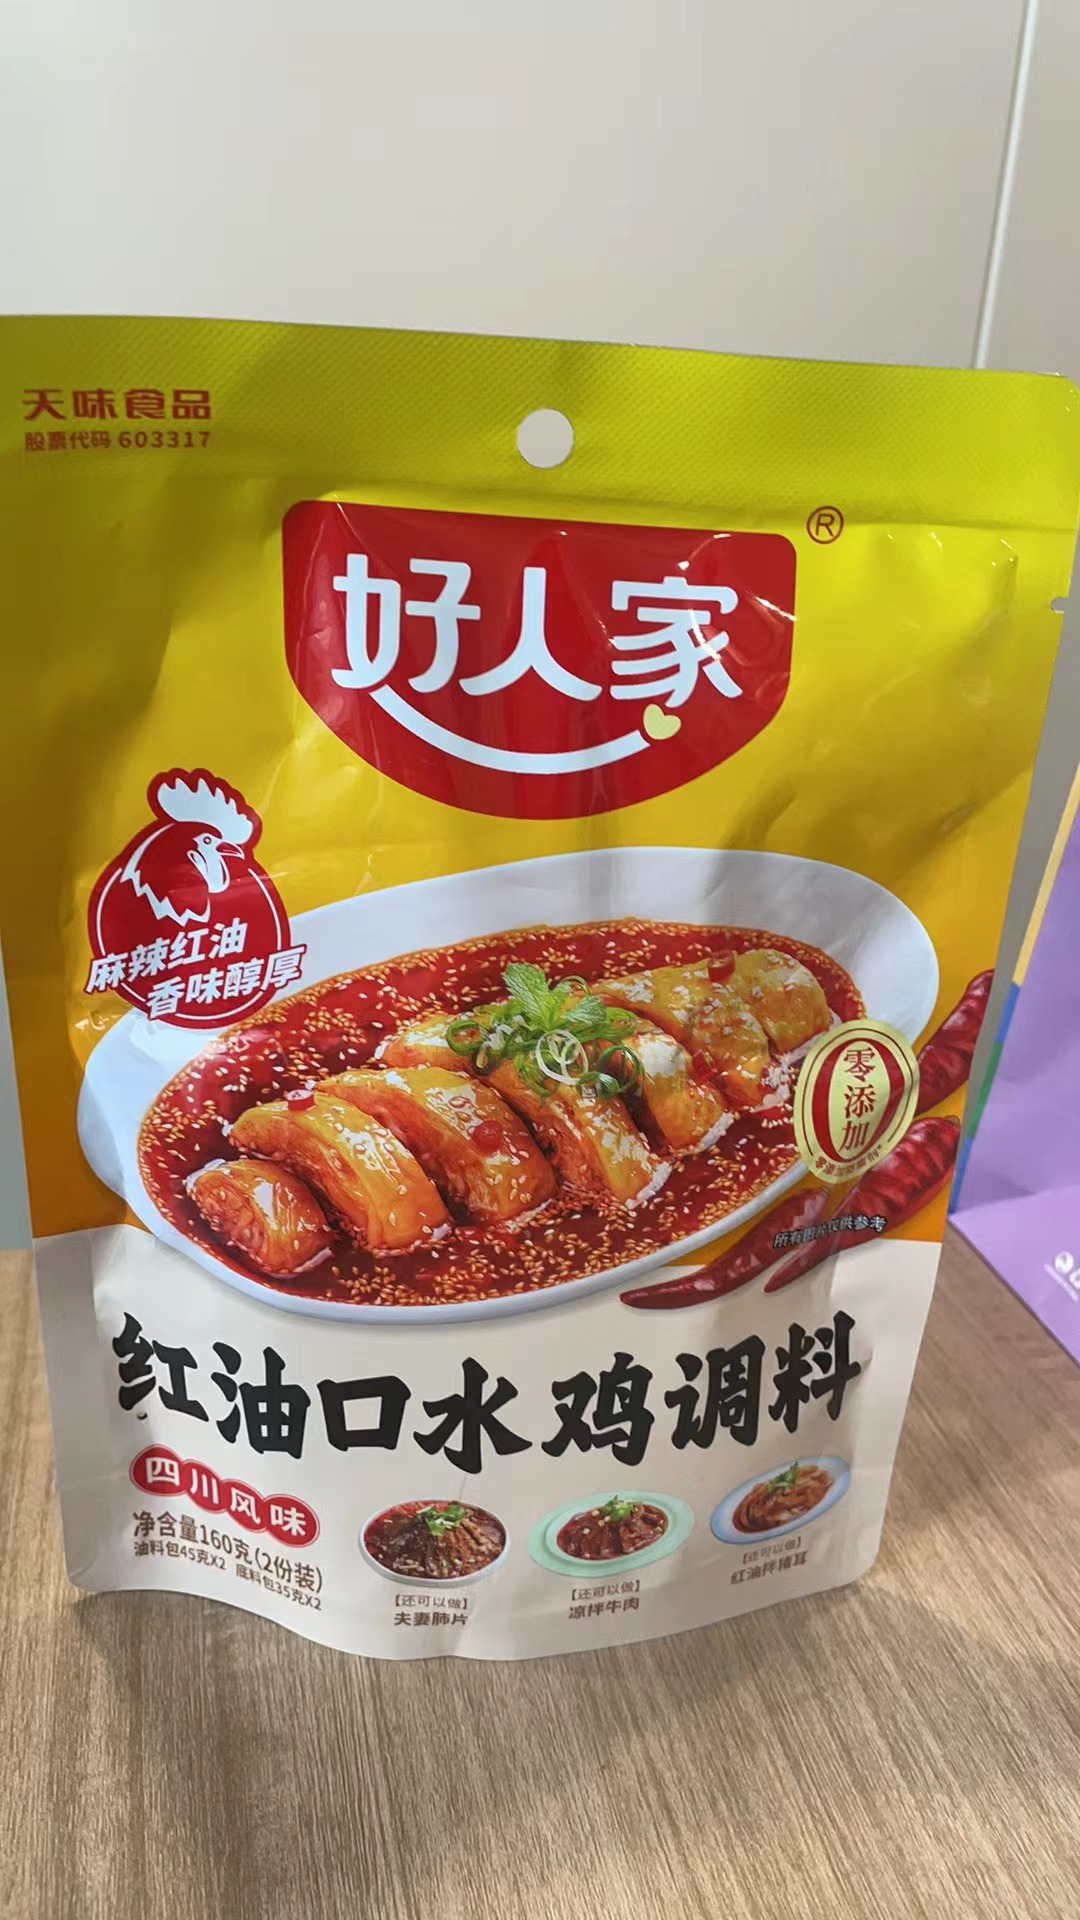 天味食品
股票代码 603317
好人家
®
麻辣红油
香味醇厚
零添加
所有图片仅供参考
红油口水鸡调料
四川风味
净含量160克(2份装)
油料包45克X2 底料包35克X2
【还可以做】
夫妻肺片
【还可以做】
凉拌牛肉
【还可以做】
红油拌猪耳